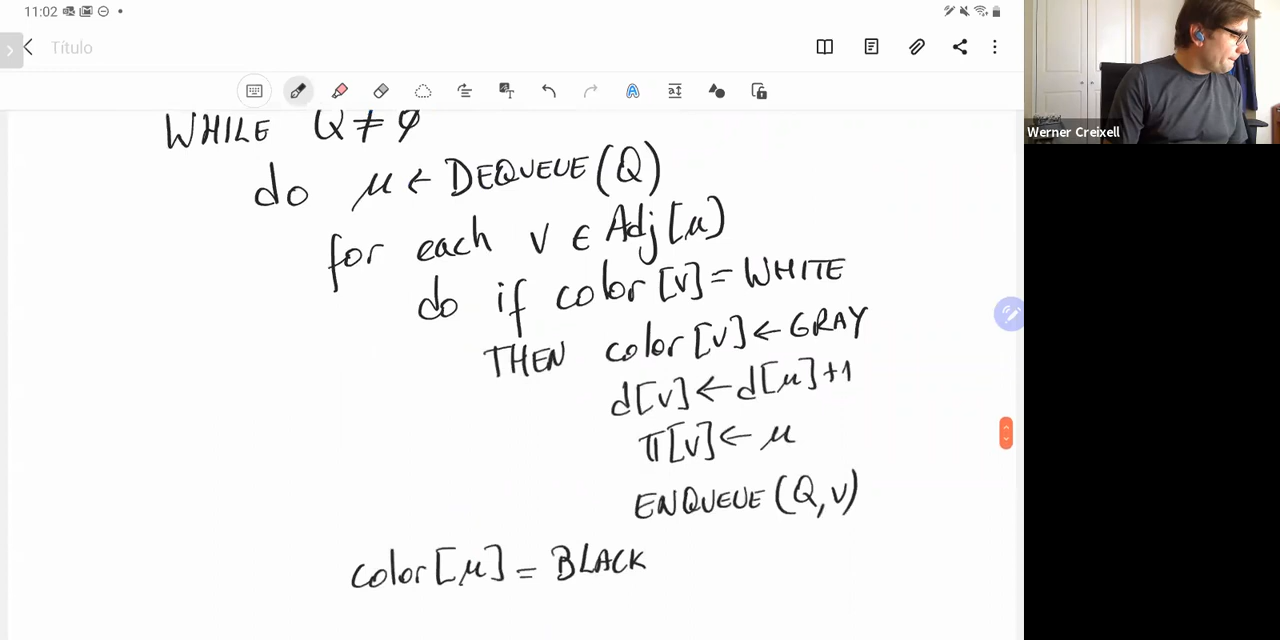 11:02
Título
WHILE Q ≠ ∅
do μ ← DEQUEUE(Q)
for each v ∈ Adj[μ]
do if color[v] = WHITE
THEN color[v] ← GRAY
d[v] ← d[μ]+1
π[v] ← μ
ENQUEUE(Q,v)
color[μ] = BLACK
Werner Creixell